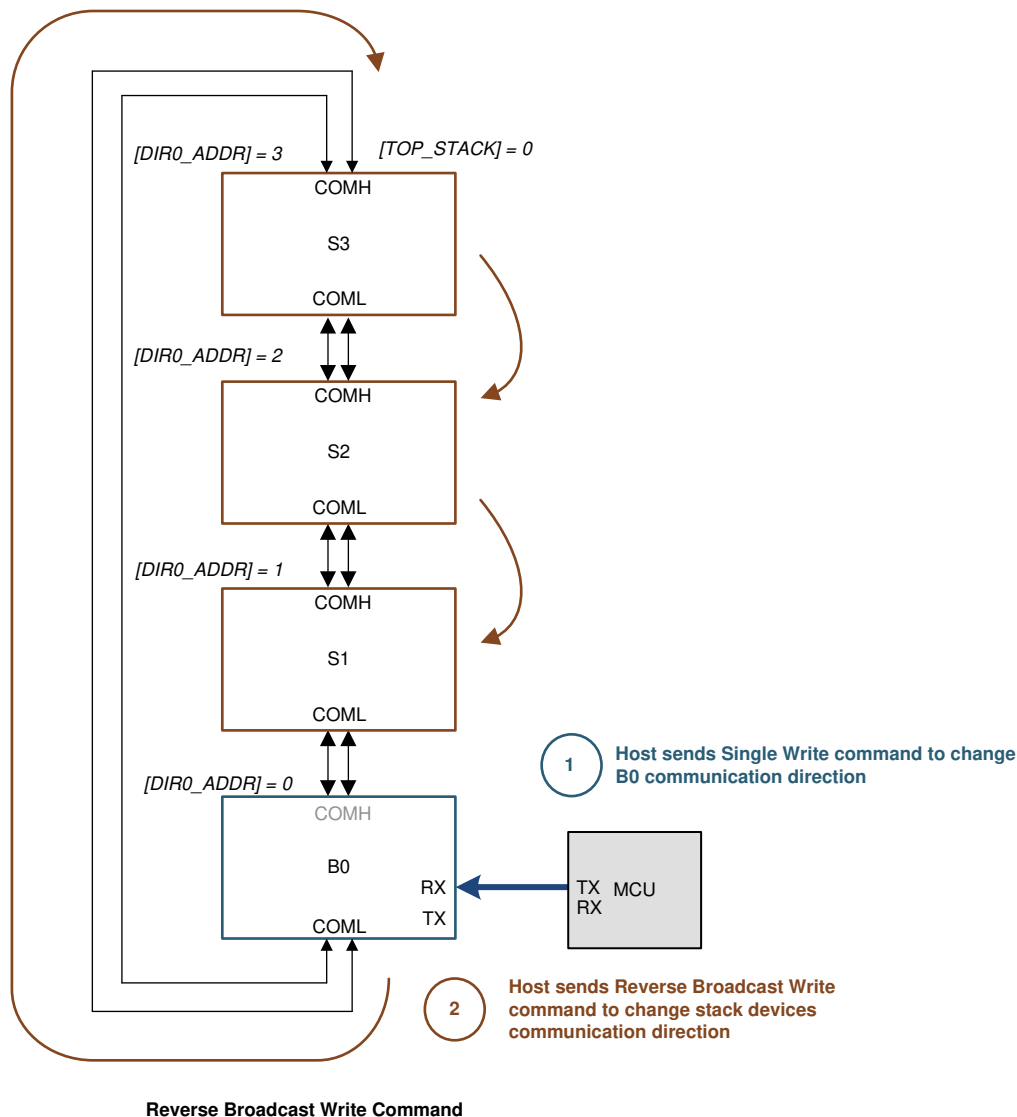 [DIR0_ADDR] = 3
[TOP_STACK] = 0
COMH
S3
COML
[DIR0_ADDR] = 2
COMH
S2
COML
[DIR0_ADDR] = 1
COMH
S1
COML
[DIR0_ADDR] = 0
COMH
B0
RX
TX
COML
TX MCU
RX
1
Host sends Single Write command to change
B0 communication direction
2
Host sends Reverse Broadcast Write
command to change stack devices
communication direction
Reverse Broadcast Write Command